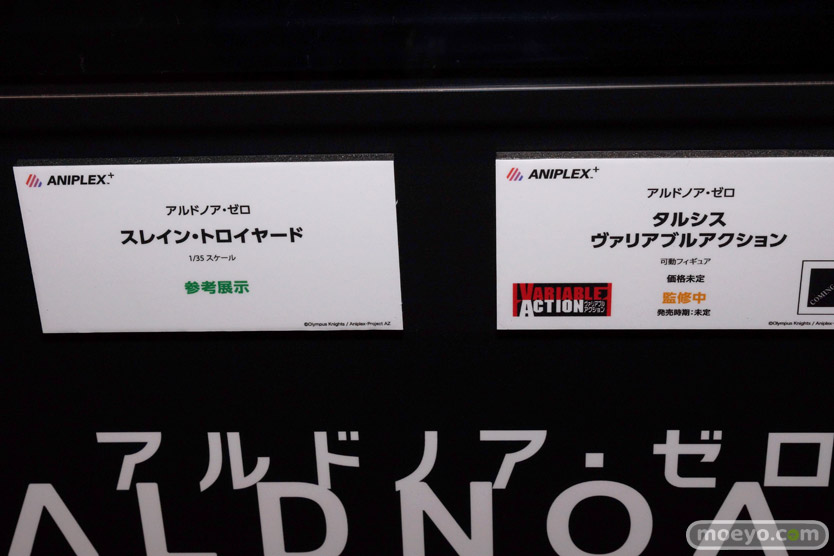 ANIPLEX+
アルドノア・ゼロ
スレイン・トロイヤード
1/35 スケール
参考展示
©Olympus Knights / Aniplex・Project AZ
ANIPLEX+
アルドノア・ゼロ
タルシス
ヴァリアブルアクション
可動フィギュア
価格未定
監修中
発売時期：未定
VARIABLE
ACTION ヴァリアブル
アクション
COMING
©Olympus Knights / Anip
アルドノア・ゼロ
ALDNOA
moeyo.com